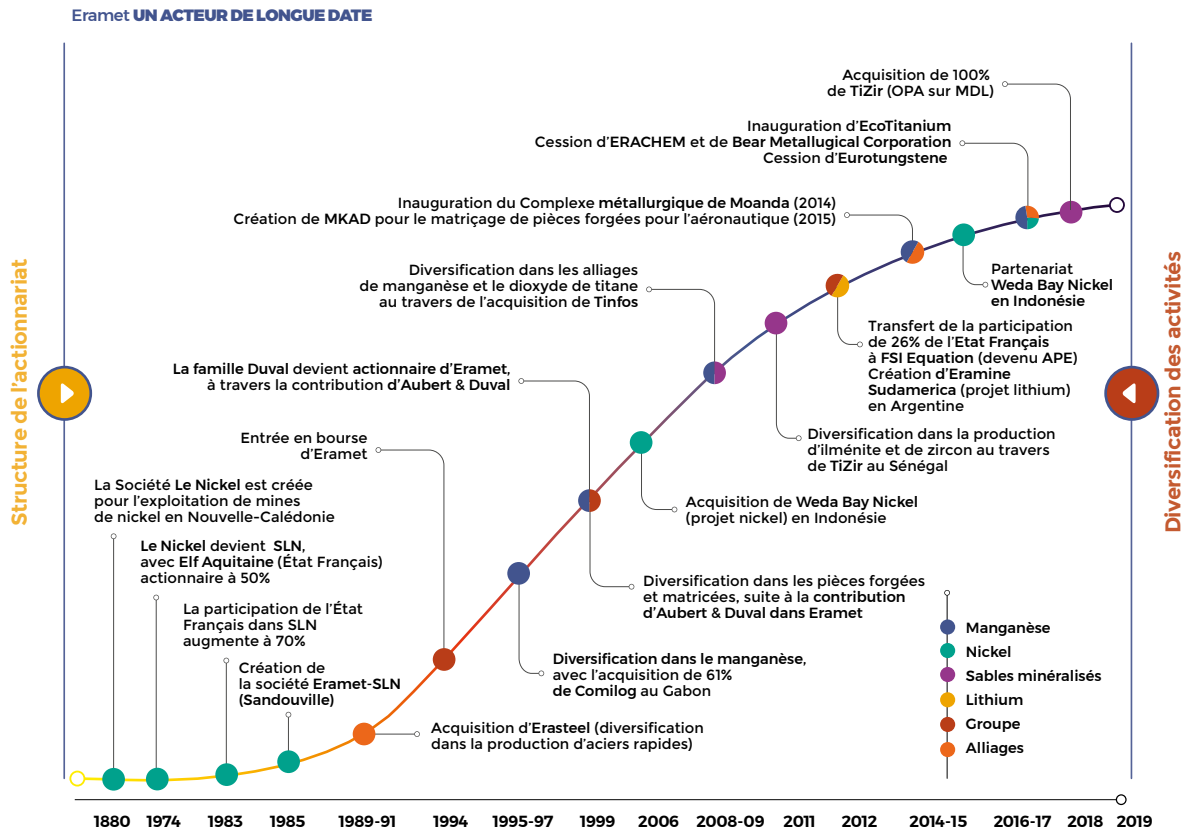 Eramet UN ACTEUR DE LONGUE DATE
Structure de l'actionnariat
La Société Le Nickel est créée
pour l'exploitation de mines
de nickel en Nouvelle-Calédonie
Le Nickel devient SLN,
avec Elf Aquitaine (État Français)
actionnaire à 50%
La participation de l'État
Français dans SLN
augmente à 70%
Création de
la société Eramet-SLN
(Sandouville)
Entrée en bourse
d'Eramet
La famille Duval devient actionnaire d'Eramet,
à travers la contribution d'Aubert & Duval
Diversification dans les alliages
de manganèse et le dioxyde de titane
au travers de l'acquisition de Tinfos
Inauguration du Complexe métallurgique de Moanda (2014)
Création de MKAD pour le matriçage de pièces forgées pour l'aéronautique (2015)
Inauguration d'EcoTitanium
Cession d'ERACHEM et de Bear Metallugical Corporation
Cession d'Eurotungstene
Acquisition de 100%
de TiZir (OPA sur MDL)
Partenariat
Weda Bay Nickel
en Indonésie
Transfert de la participation
de 26% de l'Etat Français
à FSI Equation (devenu APE)
Création d'Eramine
Sudamerica (projet lithium)
en Argentine
Diversification dans la production
d'ilménite et de zircon au travers
de TiZir au Sénégal
Acquisition de Weda Bay Nickel
(projet nickel) en Indonésie
Diversification dans les pièces forgées
et matricées, suite à la contribution
d'Aubert & Duval dans Eramet
Diversification dans le manganèse,
avec l'acquisition de 61%
de Comilog au Gabon
Acquisition d'Erasteel (diversification
dans la production d'aciers rapides)
Manganèse
Nickel
Sables minéralisés
Lithium
Groupe
Alliages
Diversification des activités
1880 1974 1983 1985 1989-91 1994 1995-97 1999 2006 2008-09 2011 2012 2014-15 2016-17 2018 2019